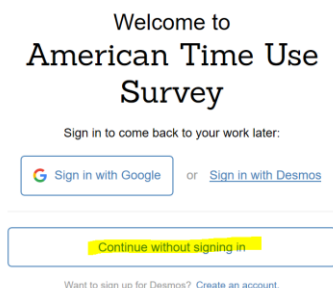 Welcome to
American Time Use
Survey
Sign in to come back to your work later:
Sign in with Google or Sign in with Desmos
Continue without signing in
Want to sign up for Desmos? Create an account.